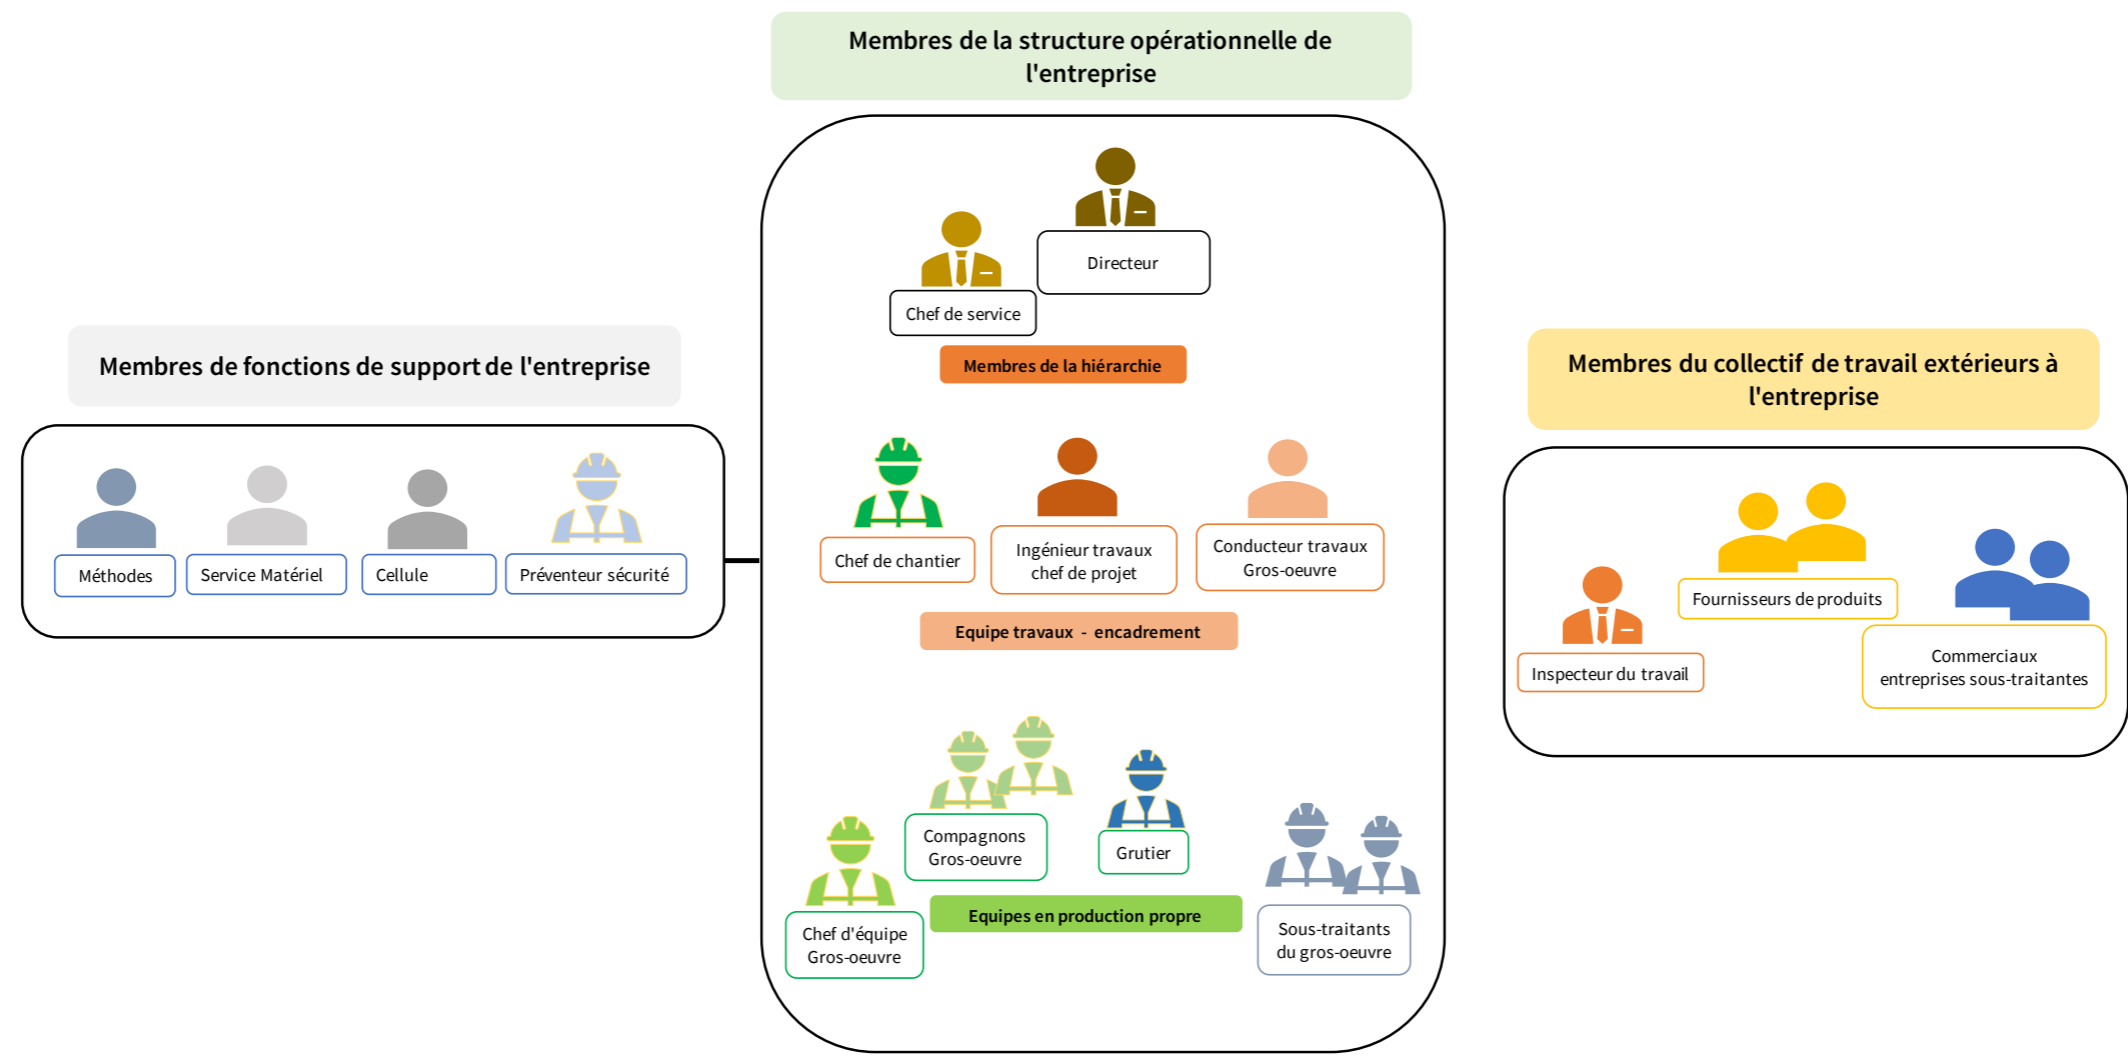 Membres de la structure opérationnelle de
l'entreprise
Directeur
Chef de service
Membres de la hiérarchie
Membres de fonctions de support de l'entreprise
Méthodes
Service Matériel
Cellule
Préventeur sécurité
Chef de chantier
Ingénieur travaux
chef de projet
Conducteur travaux
Gros-oeuvre
Equipe travaux - encadrement
Compagnons
Gros-oeuvre
Grutier
Equipes en production propre
Chef d'équipe
Gros-oeuvre
Sous-traitants
du gros-oeuvre
Membres du collectif de travail extérieurs à
l'entreprise
Fournisseurs de produits
Inspecteur du travail
Commerciaux
entreprises sous-traitantes